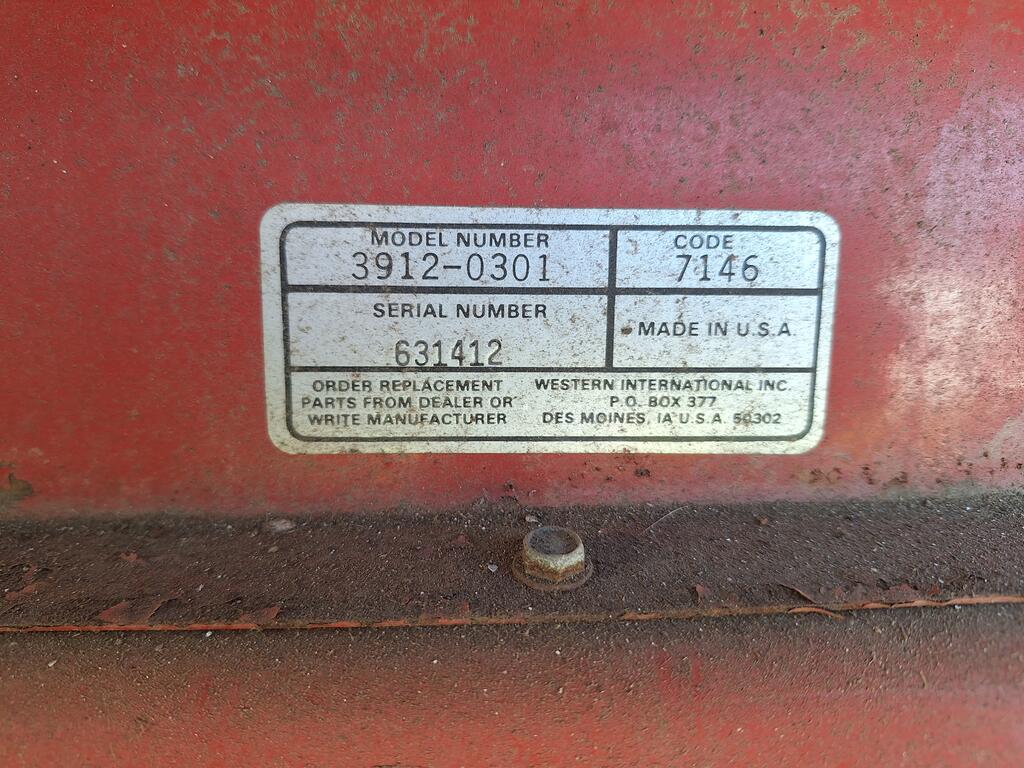 MODEL NUMBER
3912-0301
CODE
7146
SERIAL NUMBER
631412
MADE IN U.S.A.
ORDER REPLACEMENT
PARTS FROM DEALER OR
WRITE MANUFACTURER
WESTERN INTERNATIONAL INC.
P.O. BOX 377
DES MOINES, IA U.S.A. 50302